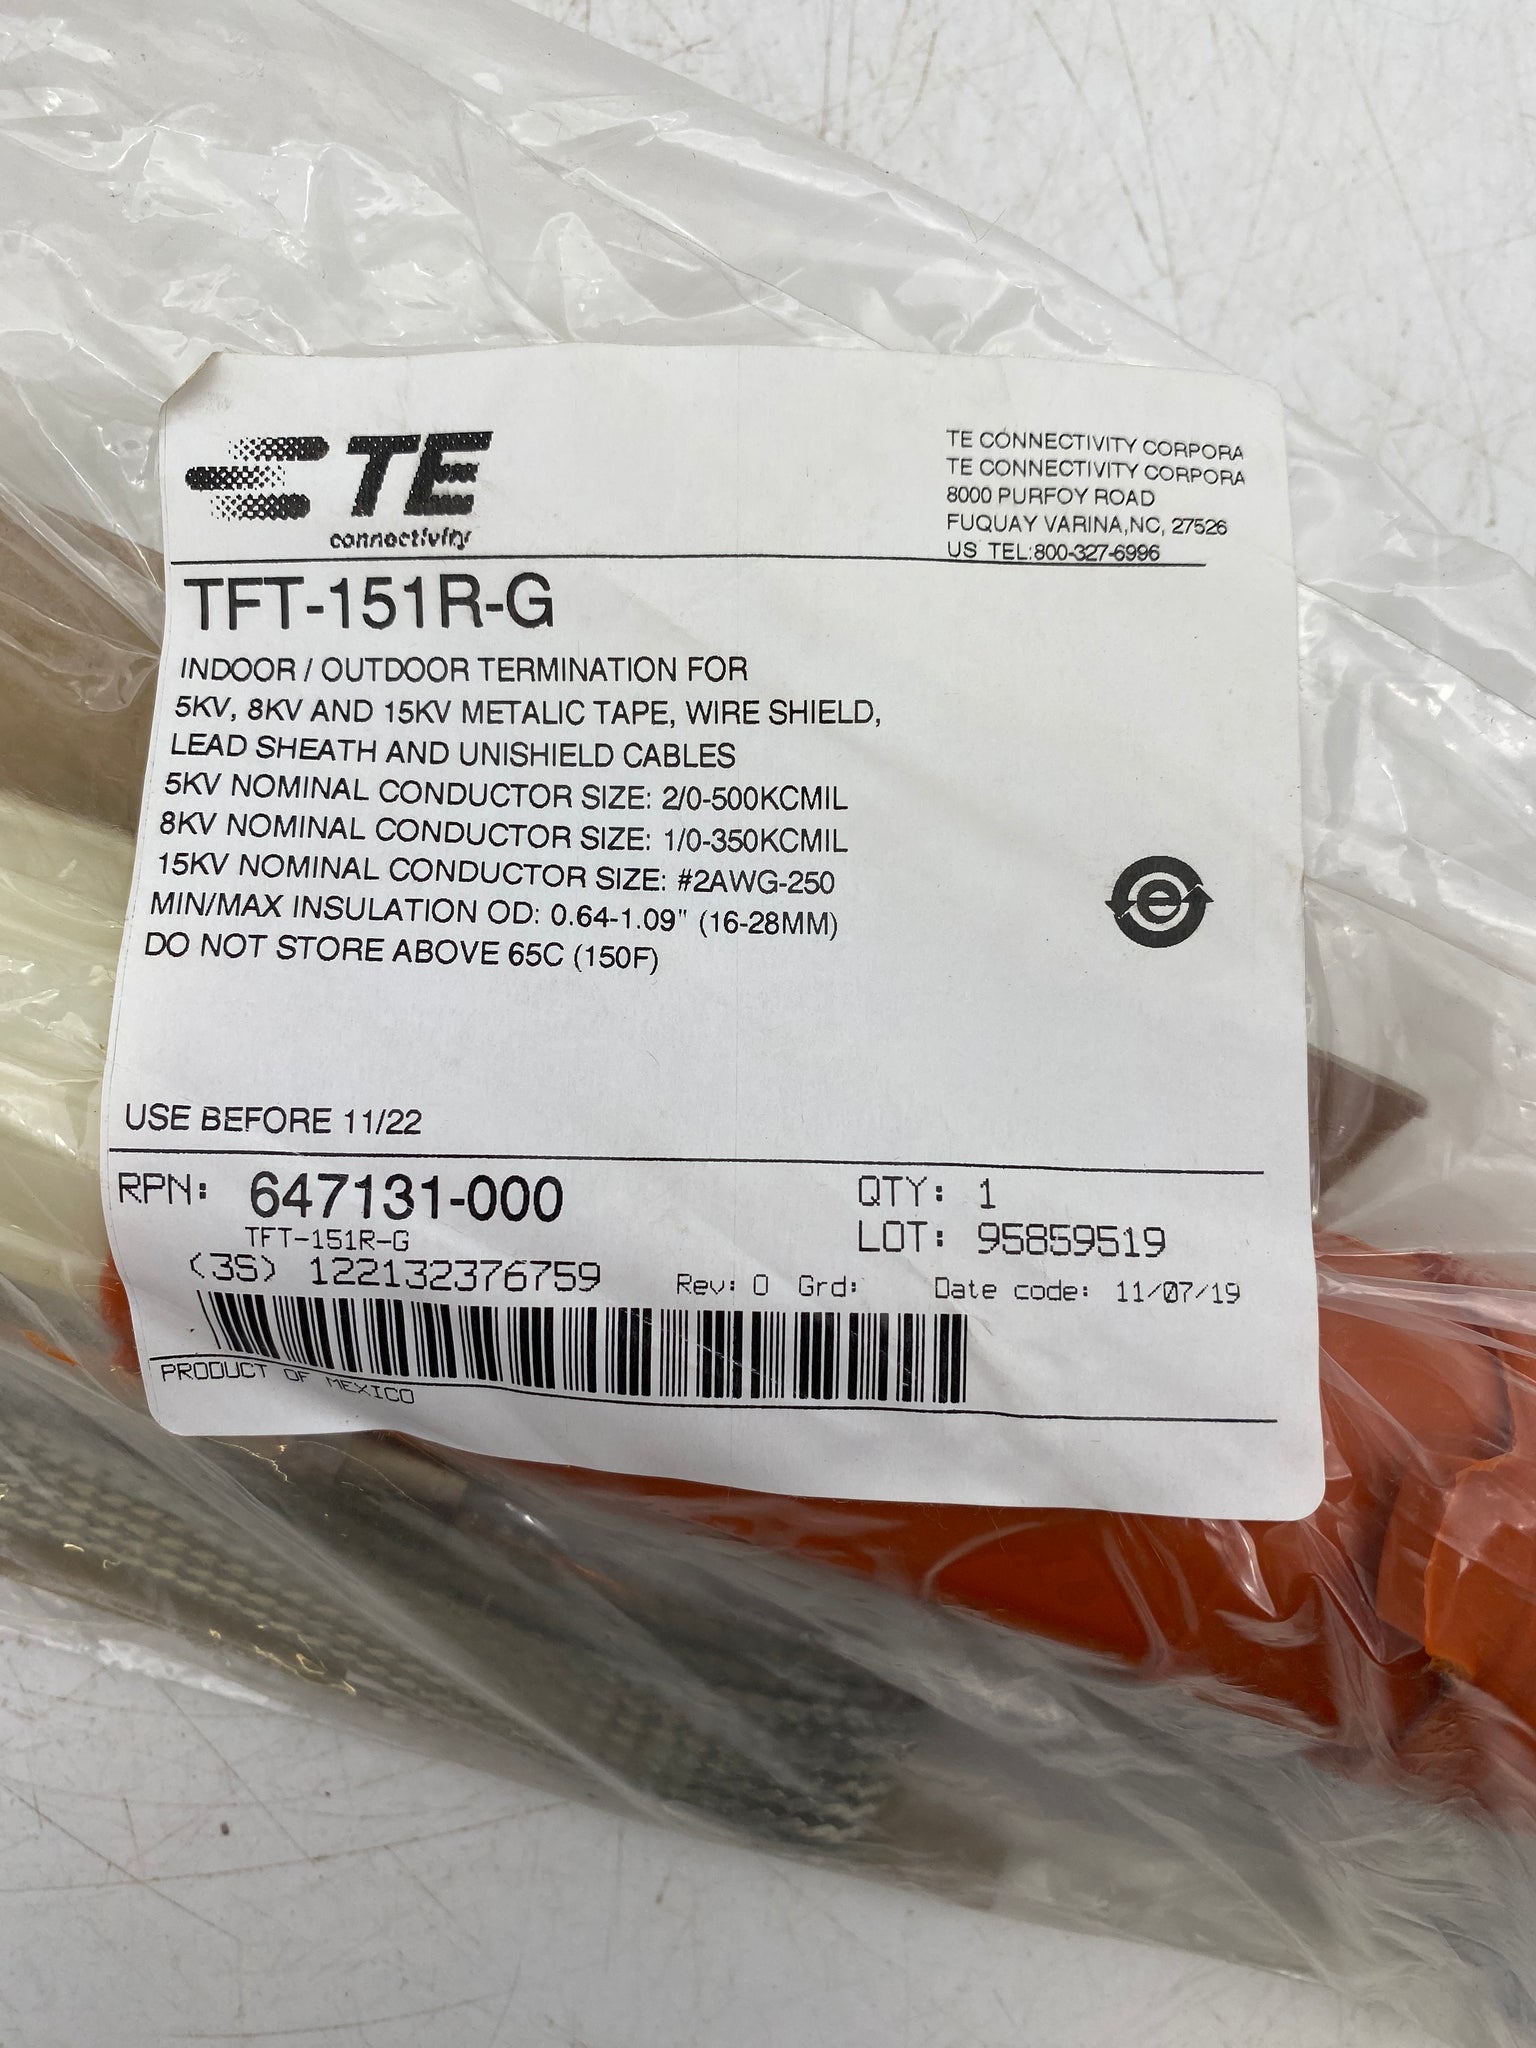 TE
connectivity
TE CONNECTIVITY CORPORA
TE CONNECTIVITY CORPORA
8000 PURFOY ROAD
FUQUAY VARINA,NC, 27526
US TEL:800-327-6996
TFT-151R-G
INDOOR / OUTDOOR TERMINATION FOR
5KV, 8KV AND 15KV METALIC TAPE, WIRE SHIELD,
LEAD SHEATH AND UNISHIELD CABLES
5KV NOMINAL CONDUCTOR SIZE: 2/0-500KCMIL
8KV NOMINAL CONDUCTOR SIZE: 1/0-350KCMIL
15KV NOMINAL CONDUCTOR SIZE: #2AWG-250
MIN/MAX INSULATION OD: 0.64-1.09" (16-28MM)
DO NOT STORE ABOVE 65C (150F)
e
USE BEFORE 11/22
RPN: 647131-000 QTY: 1
TFT-151R-G LOT: 95859519
(3S) 122132376759 Rev: 0 Grd: Date code: 11/07/19
PRODUCT OF MEXICO